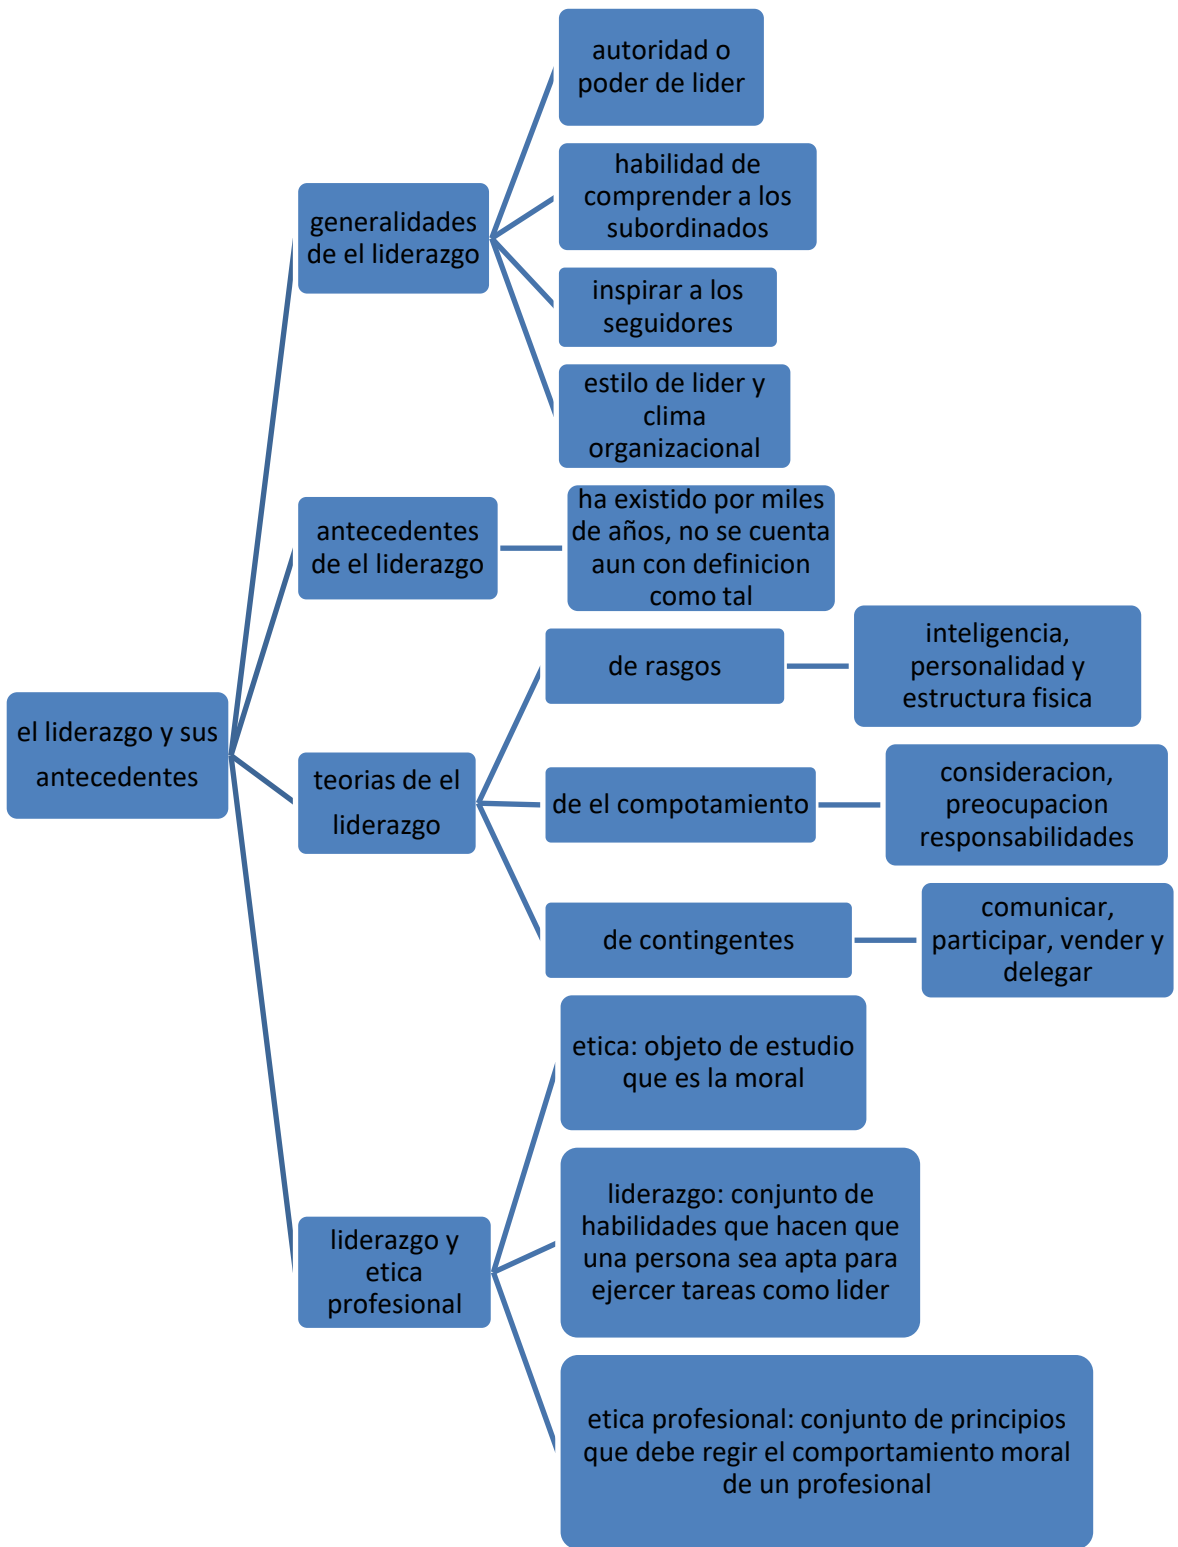 autoridad o
poder de lider
habilidad de
comprender a los
subordinados
generalidades
de el liderazgo
inspirar a los
seguidores
estilo de lider y
clima
organizacional
antecedentes
de el liderazgo
ha existido por miles
de años, no se cuenta
aun con definicion
como tal
de rasgos
inteligencia,
personalidad y
estructura fisica
el liderazgo y sus
antecedentes
teorias de el
liderazgo
de el compotamiento
consideracion,
preocupacion
responsabilidades
de contingentes
comunicar,
participar, vender y
delegar
etica: objeto de estudio
que es la moral
liderazgo y
etica
profesional
liderazgo: conjunto de
habilidades que hacen que
una persona sea apta para
ejercer tareas como lider
etica profesional: conjunto de principios
que debe regir el comportamiento moral
de un profesional